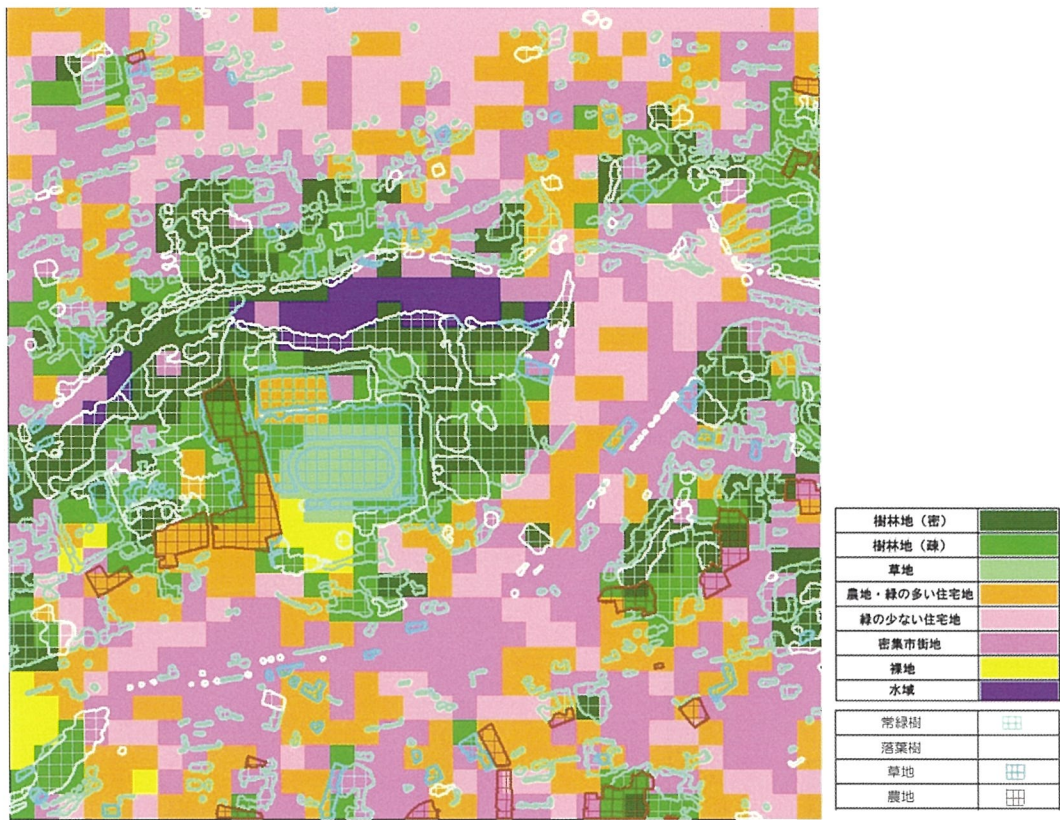 樹林地（密）
樹林地（疎）
草地
農地・緑の多い住宅地
緑の少ない住宅地
密集市街地
裸地
水域
常緑樹
落葉樹
草地
農地